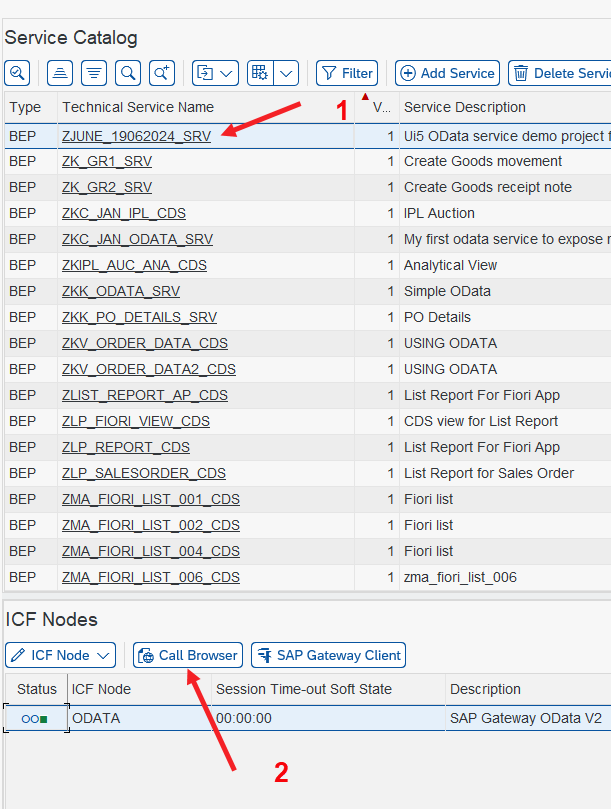 Service Catalog
Filter Add Service Delete Servi
Type Technical Service Name 1 V... Service Description
BEP ZJUNE_19062024_SRV 1 Ui5 OData service demo project f
BEP ZK_GR1_SRV 1 Create Goods movement
BEP ZK_GR2_SRV 1 Create Goods receipt note
BEP ZKC_JAN_IPL_CDS 1 IPL Auction
BEP ZKC_JAN_ODATA_SRV 1 My first odata service to expose r
BEP ZKIPL_AUC_ANA_CDS 1 Analytical View
BEP ZKK_ODATA_SRV 1 Simple OData
BEP ZKK_PO_DETAILS_SRV 1 PO Details
BEP ZKV_ORDER_DATA_CDS 1 USING ODATA
BEP ZKV_ORDER_DATA2_CDS 1 USING ODATA
BEP ZLIST_REPORT_AP_CDS 1 List Report For Fiori App
BEP ZLP_FIORI_VIEW_CDS 1 CDS view for List Report
BEP ZLP_REPORT_CDS 1 List Report For Fiori App
BEP ZLP_SALESORDER_CDS 1 List Report for Sales Order
BEP ZMA_FIORI_LIST_001_CDS 1 Fiori list
BEP ZMA_FIORI_LIST_002_CDS 1 Fiori list
BEP ZMA_FIORI_LIST_004_CDS 1 Fiori list
BEP ZMA_FIORI_LIST_006_CDS 1 zma_fiori_list_006
ICF Nodes
ICF Node Call Browser SAP Gateway Client
Status ICF Node Session Time-out Soft State Description
ODATA 00:00:00 SAP Gateway OData V2
2